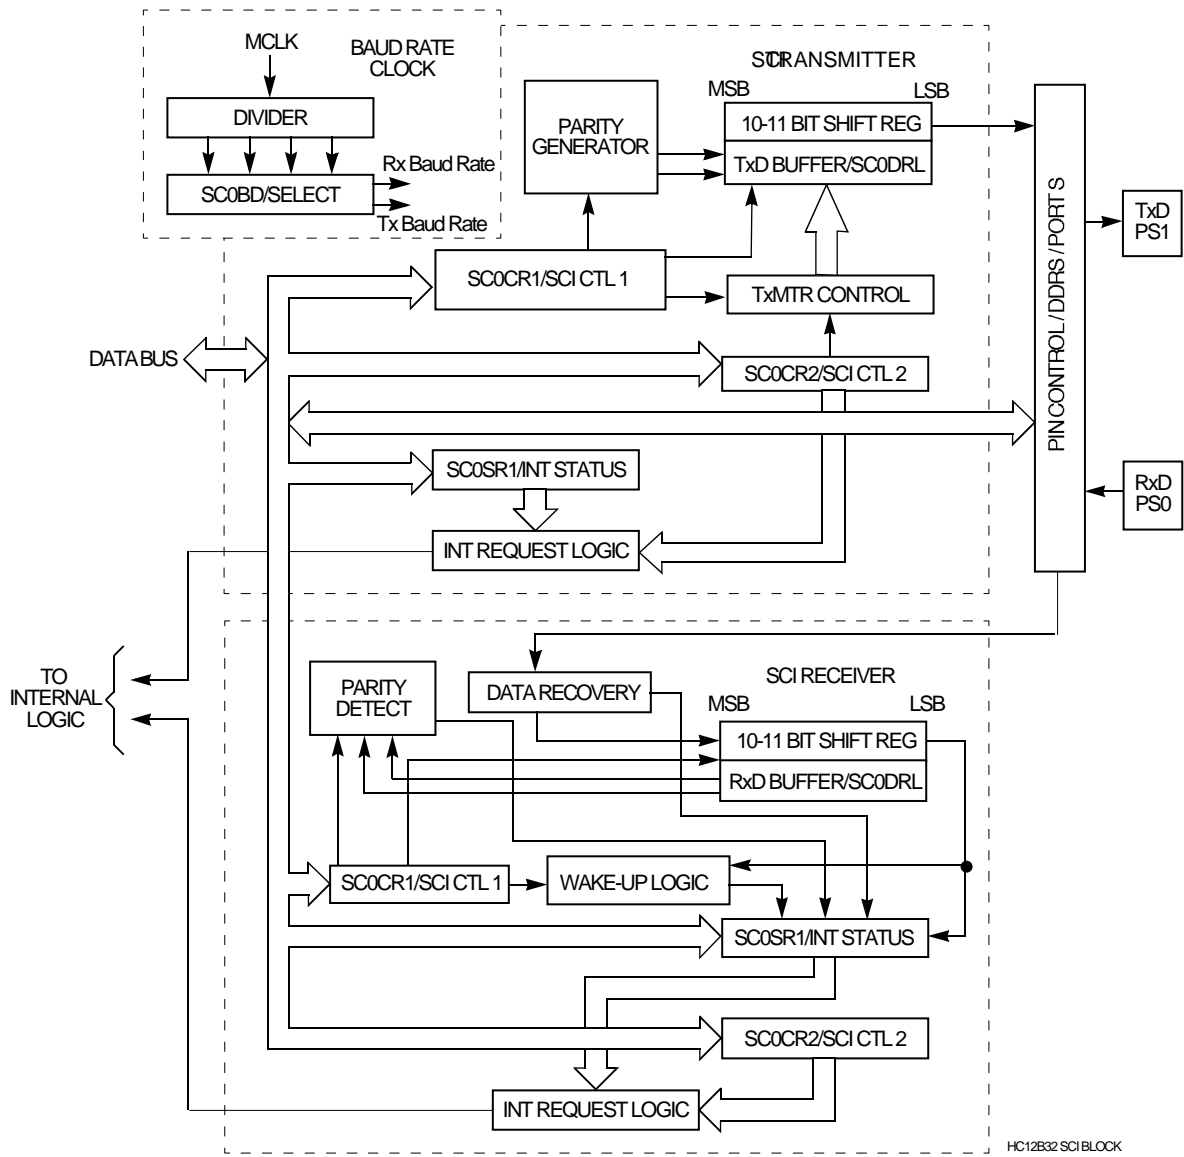 MCLK
BAUD RATE
CLOCK
DIVIDER
Rx Baud Rate
SC0BD/SELECT
Tx Baud Rate
SCI TRANSMITTER
MSB
LSB
PARITY
GENERATOR
10-11 BIT SHIFT REG
TxD BUFFER/SC0DRL
SC0CR1/SCI CTL 1
TxMTR CONTROL
DATA BUS
SC0CR2/SCI CTL 2
SC0SR1/INT STATUS
INT REQUEST LOGIC
PIN CONTROL / DDRS / PORT S
TxD
PS1
RxD
PS0
TO
INTERNAL
LOGIC
PARITY
DETECT
DATA RECOVERY
SCI RECEIVER
MSB
LSB
10-11 BIT SHIFT REG
RxD BUFFER/SC0DRL
SC0CR1/SCI CTL 1
WAKE-UP LOGIC
SC0SR1/INT STATUS
SC0CR2/SCI CTL 2
INT REQUEST LOGIC
HC12B32 SCI BLOCK